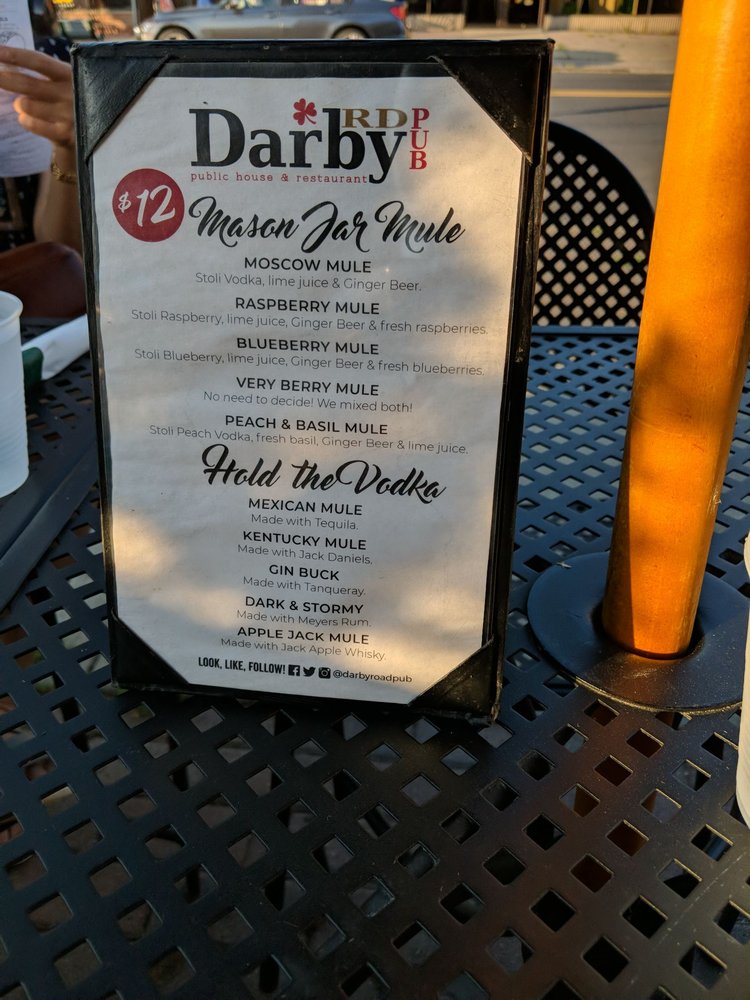 Darby RD PUB
public house & restaurant
$12 Mason Jar Mule
MOSCOW MULE
Stoli Vodka, lime juice & Ginger Beer.
RASPBERRY MULE
Stoli Raspberry, lime juice, Ginger Beer & fresh raspberries.
BLUEBERRY MULE
Stoli Blueberry, lime juice, Ginger Beer & fresh blueberries.
VERY BERRY MULE
No need to decide! We mixed both!
PEACH & BASIL MULE
Stoli Peach Vodka, fresh basil, Ginger Beer & lime juice.
Hold the Vodka
MEXICAN MULE
Made with Tequila.
KENTUCKY MULE
Made with Jack Daniels.
GIN BUCK
Made with Tanqueray.
DARK & STORMY
Made with Meyers Rum.
APPLE JACK MULE
Made with Jack Apple Whisky.
LOOK, LIKE, FOLLOW! @darbyroadpub